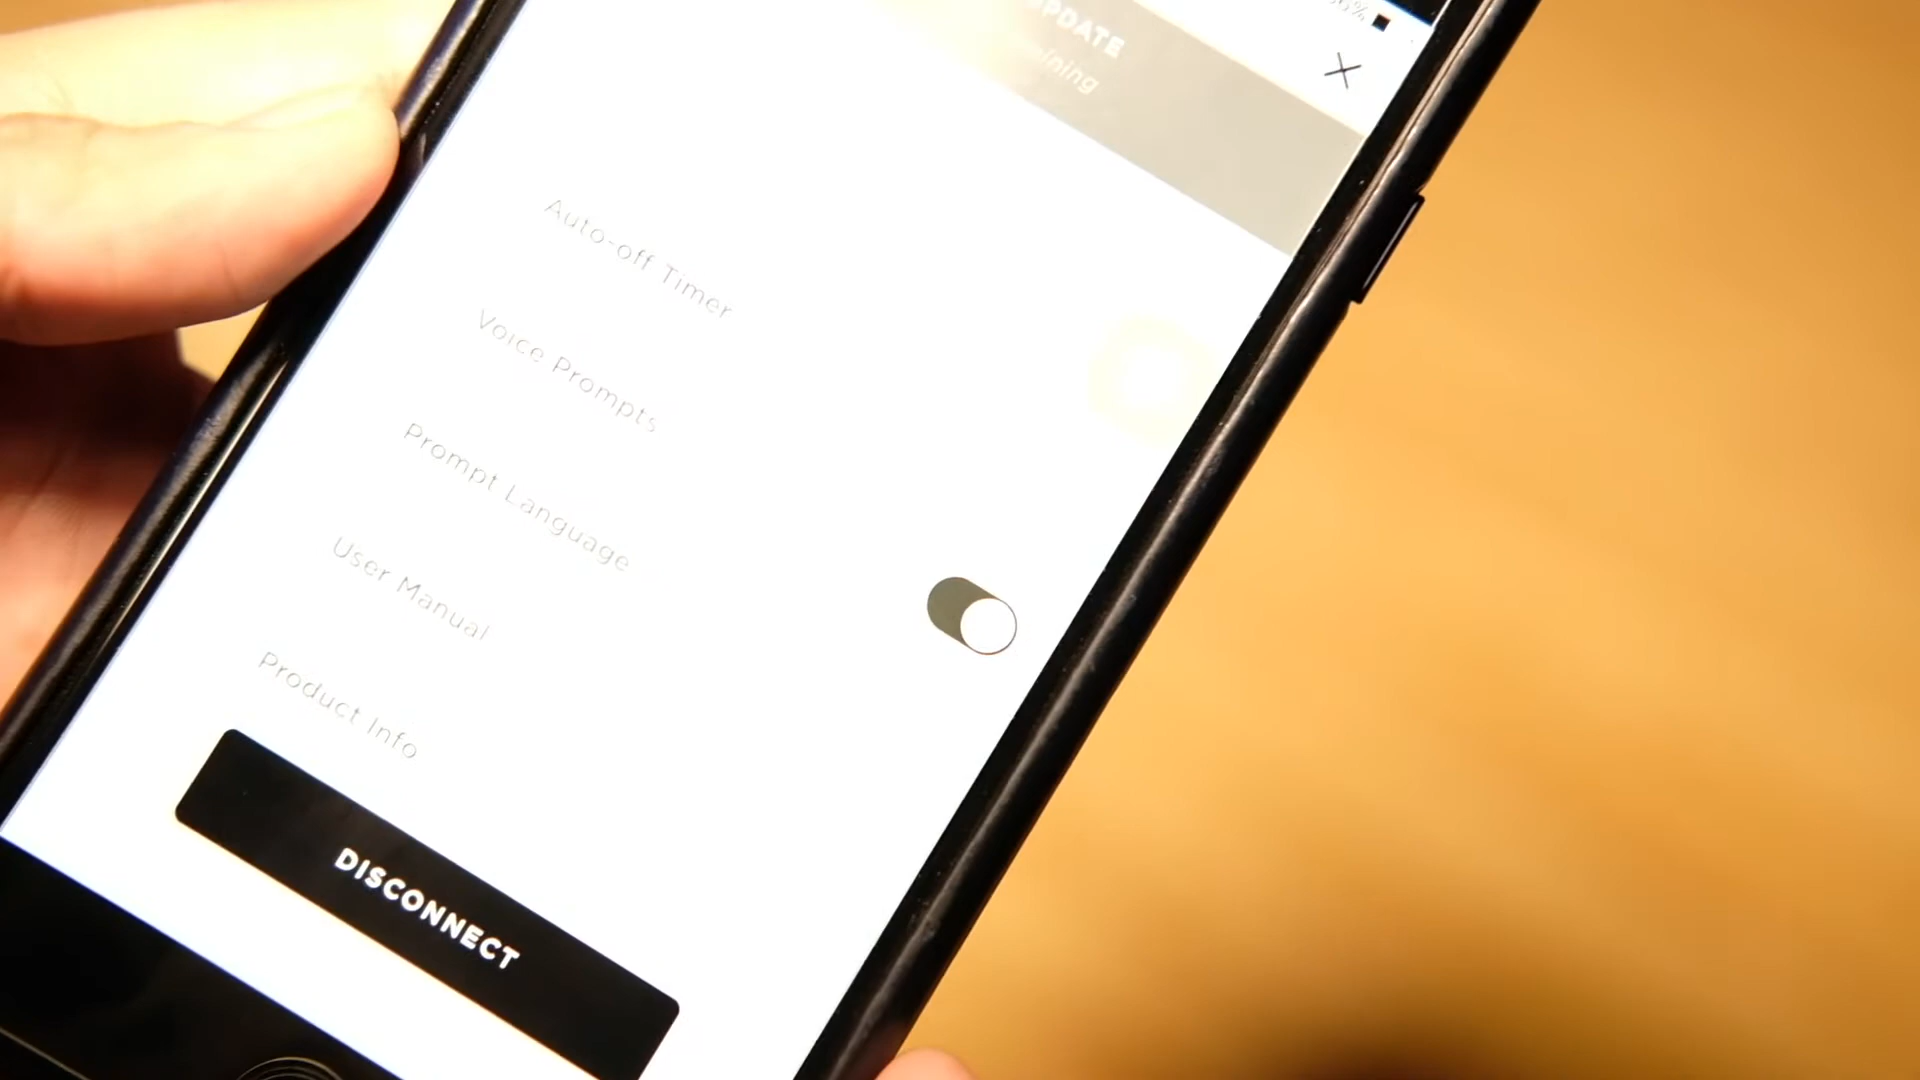 UPDATE
Auto-off Timer
Voice Prompts
Prompt Language
User Manual
Product Info
DISCONNECT